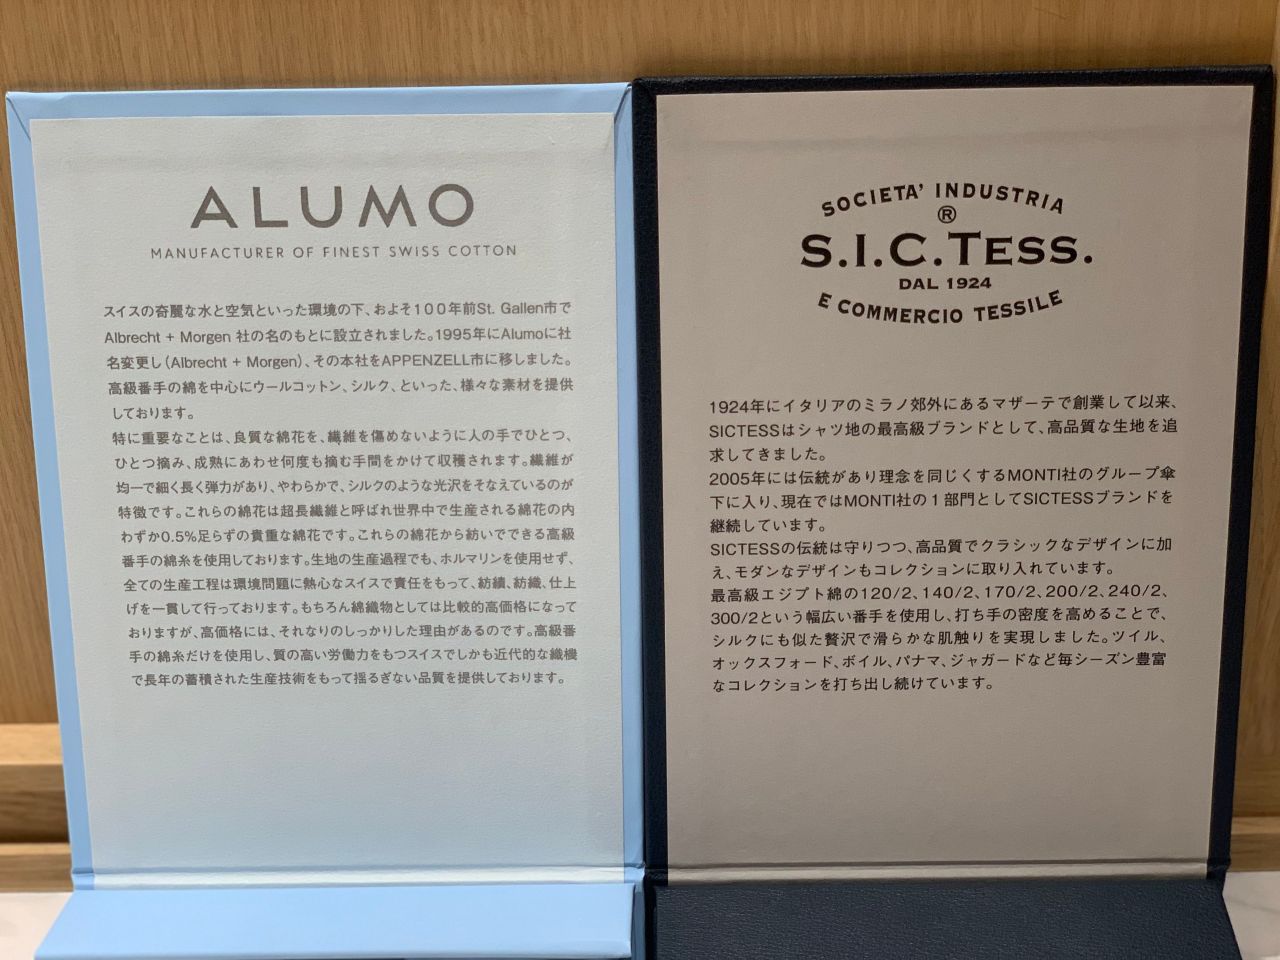 ALUMO
MANUFACTURER OF FINEST SWISS COTTON
スイスの奇麗な水と空気といった環境の下、およそ100年前St. Gallen市で
Albrecht + Morgen 社の名のもとに設立されました。1995年にAlumoに社
名変更し(Albrecht + Morgen)、その本社をAPPENZELL市に移しました。
高級番手の綿を中心にウールコットン、シルク、といった、様々な素材を提供
しております。
特に重要なことは、良質な綿花を、繊維を傷めないように人の手でひとつ、
ひとつ摘み、成熟にあわせ何度も摘む手間をかけて収穫されます。繊維が
均一で細く長く弾力があり、やわらかで、シルクのような光沢をそなえているのが
特徴です。これらの綿花は超長繊維と呼ばれ世界中で生産される綿花の内
わずか0.5%足らずの貴重な綿花です。これらの綿花から紡いでできる高級
番手の綿糸を使用しております。生地の生産過程でも、ホルマリンを使用せず、
全ての生産工程は環境問題に熱心なスイスで責任をもって、紡績、紡織、仕上
げを一貫して行っております。もちろん綿織物としては比較的高価格になって
おりますが、高価格には、それなりのしっかりした理由があるのです。高級番
手の綿糸だけを使用し、質の高い労働力をもつスイスでしかも近代的な織機
で長年の蓄積された生産技術をもって揺るぎない品質を提供しております。
SOCIETA' INDUSTRIA
®
S.I.C.TESS.
DAL 1924
E COMMERCIO TESSILE
1924年にイタリアのミラノ郊外にあるマザーテで創業して以来、
SICTESSはシャツ地の最高級ブランドとして、高品質な生地を追
求してきました。
2005年には伝統があり理念を同じくするMONTI社のグループ傘
下に入り、現在ではMONTI社の1部門としてSICTESSブランドを
継続しています。
SICTESSの伝統は守りつつ、高品質でクラシックなデザインに加
え、モダンなデザインもコレクションに取り入れています。
最高級エジプト綿の120/2、140/2、170/2、200/2、240/2、
300/2という幅広い番手を使用し、打ち手の密度を高めることで、
シルクにも似た贅沢で滑らかな肌触りを実現しました。ツイル、
オックスフォード、ボイル、パナマ、ジャガードなど毎シーズン豊富
なコレクションを打ち出し続けています。